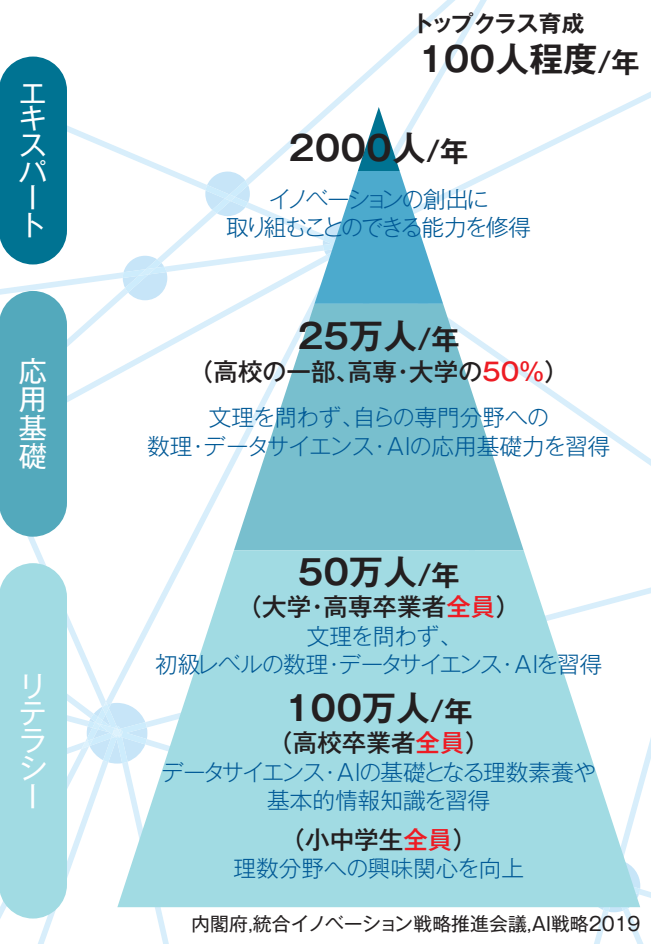 トップクラス育成
100人程度/年
エキスパート
2000人/年
イノベーションの創出に
取り組むことのできる能力を修得
応用基礎
25万人/年
(高校の一部、高専・大学の50%)
文理を問わず、自らの専門分野への
数理・データサイエンス・AIの応用基礎力を習得
リテラシー
50万人/年
(大学・高専卒業者全員)
文理を問わず、
初級レベルの数理・データサイエンス・AIを習得
100万人/年
(高校卒業者全員)
データサイエンス・AIの基礎となる理数素養や
基本的情報知識を習得
(小中学生全員)
理数分野への興味関心を向上
内閣府,統合イノベーション戦略推進会議,AI戦略2019